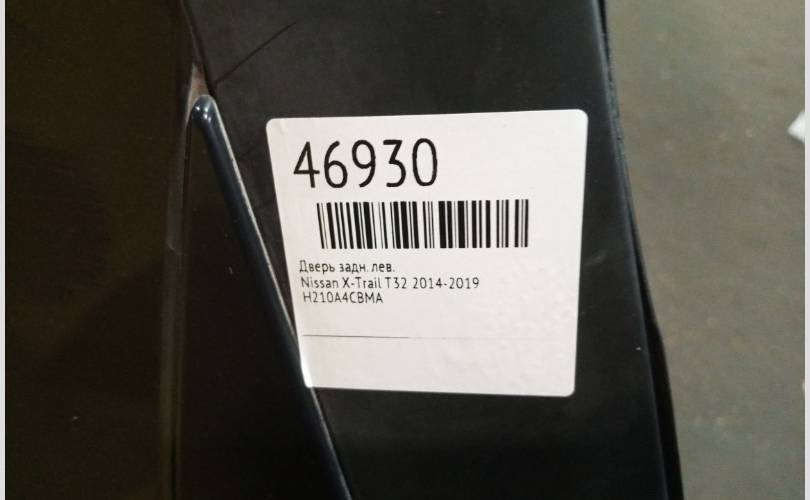 46930
Дверь задн. лев.
Nissan X-Trail T32 2014-2019
H210A4CBMA